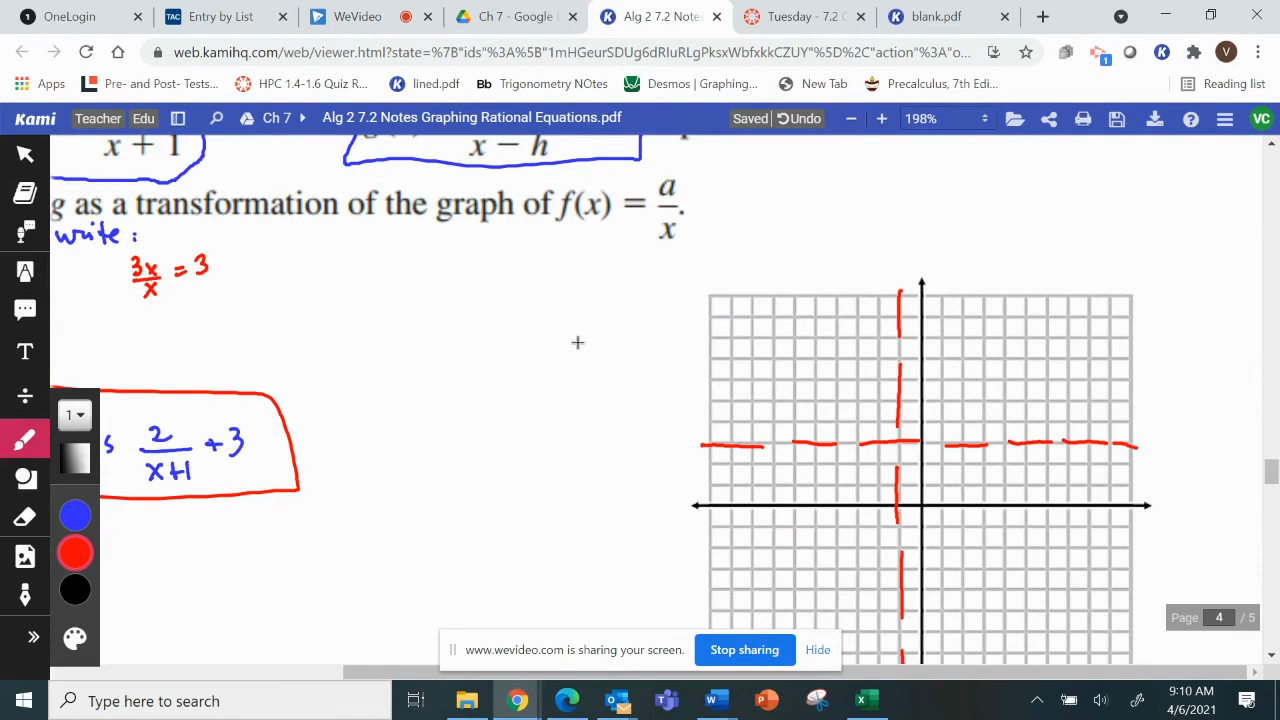 OneLogin
Entry by List
WeVideo
Ch 7 - Google
Alg 2 7.2 Notes
Tuesday - 7.2 C
blank.pdf
web.kamihq.com/web/viewer.html?state=%7B"ids"%3A%5B"1mHGeurSDUg6dRIuRLgPksxWbfxkkCZUY"%5D%2C"action"%3A"o...
1
V
Apps
Pre- and Post- Tests...
HPC 1.4-1.6 Quiz R...
lined.pdf
Bb Trigonometry NOtes
Desmos | Graphing...
New Tab
Precalculus, 7th Edi...
Reading list
Kami
Teacher
Edu
Ch 7
Alg 2 7.2 Notes Graphing Rational Equations.pdf
Saved
Undo
198%
VC
x + 1
x − h
g as a transformation of the graph of f(x) = a/x.
write:
3x/x = 3
1
2/(x+1) + 3
Page 4 / 5
www.wevideo.com is sharing your screen.
Stop sharing
Hide
Type here to search
9:10 AM
4/6/2021